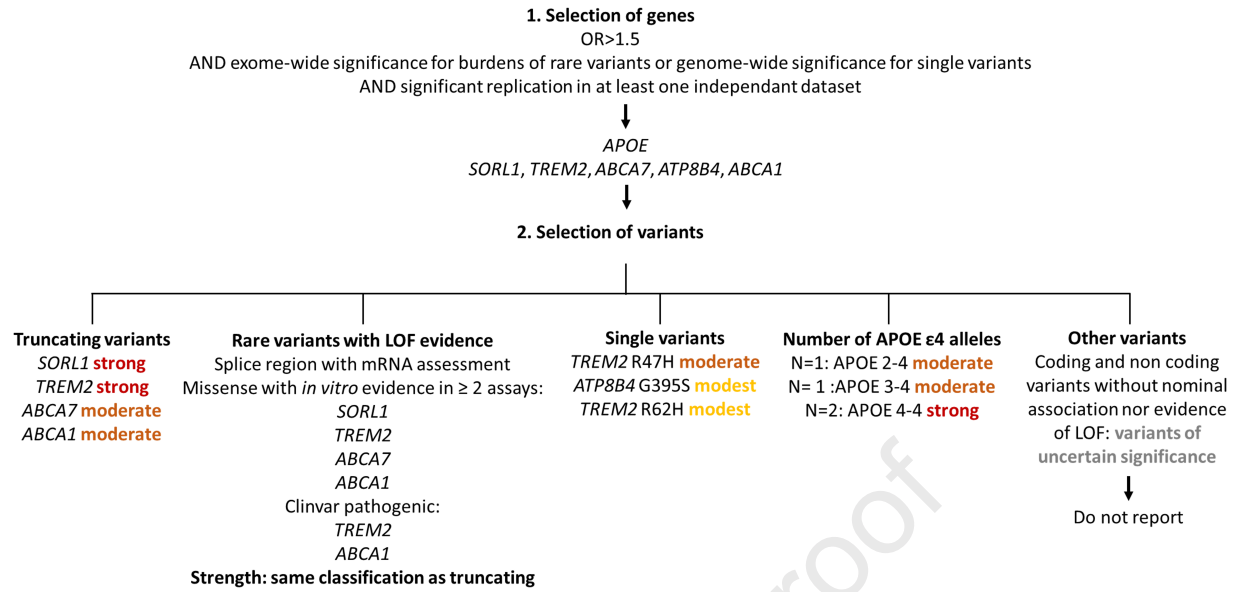 1. Selection of genes
OR>1.5
AND exome-wide significance for burdens of rare variants or genome-wide significance for single variants
AND significant replication in at least one independant dataset
APOE
SORL1, TREM2, ABCA7, ATP8B4, ABCA1
2. Selection of variants
Truncating variants
SORL1 strong
TREM2 strong
ABCA7 moderate
ABCA1 moderate
Rare variants with LOF evidence
Splice region with mRNA assessment
Missense with in vitro evidence in ≥ 2 assays:
SORL1
TREM2
ABCA7
ABCA1
Clinvar pathogenic:
TREM2
ABCA1
Strength: same classification as truncating
Single variants
TREM2 R47H moderate
ATP8B4 G395S modest
TREM2 R62H modest
Number of APOE ε4 alleles
N=1: APOE 2-4 moderate
N= 1 :APOE 3-4 moderate
N=2: APOE 4-4 strong
Other variants
Coding and non coding
variants without nominal
association nor evidence
of LOF: variants of
uncertain significance
Do not report
roof